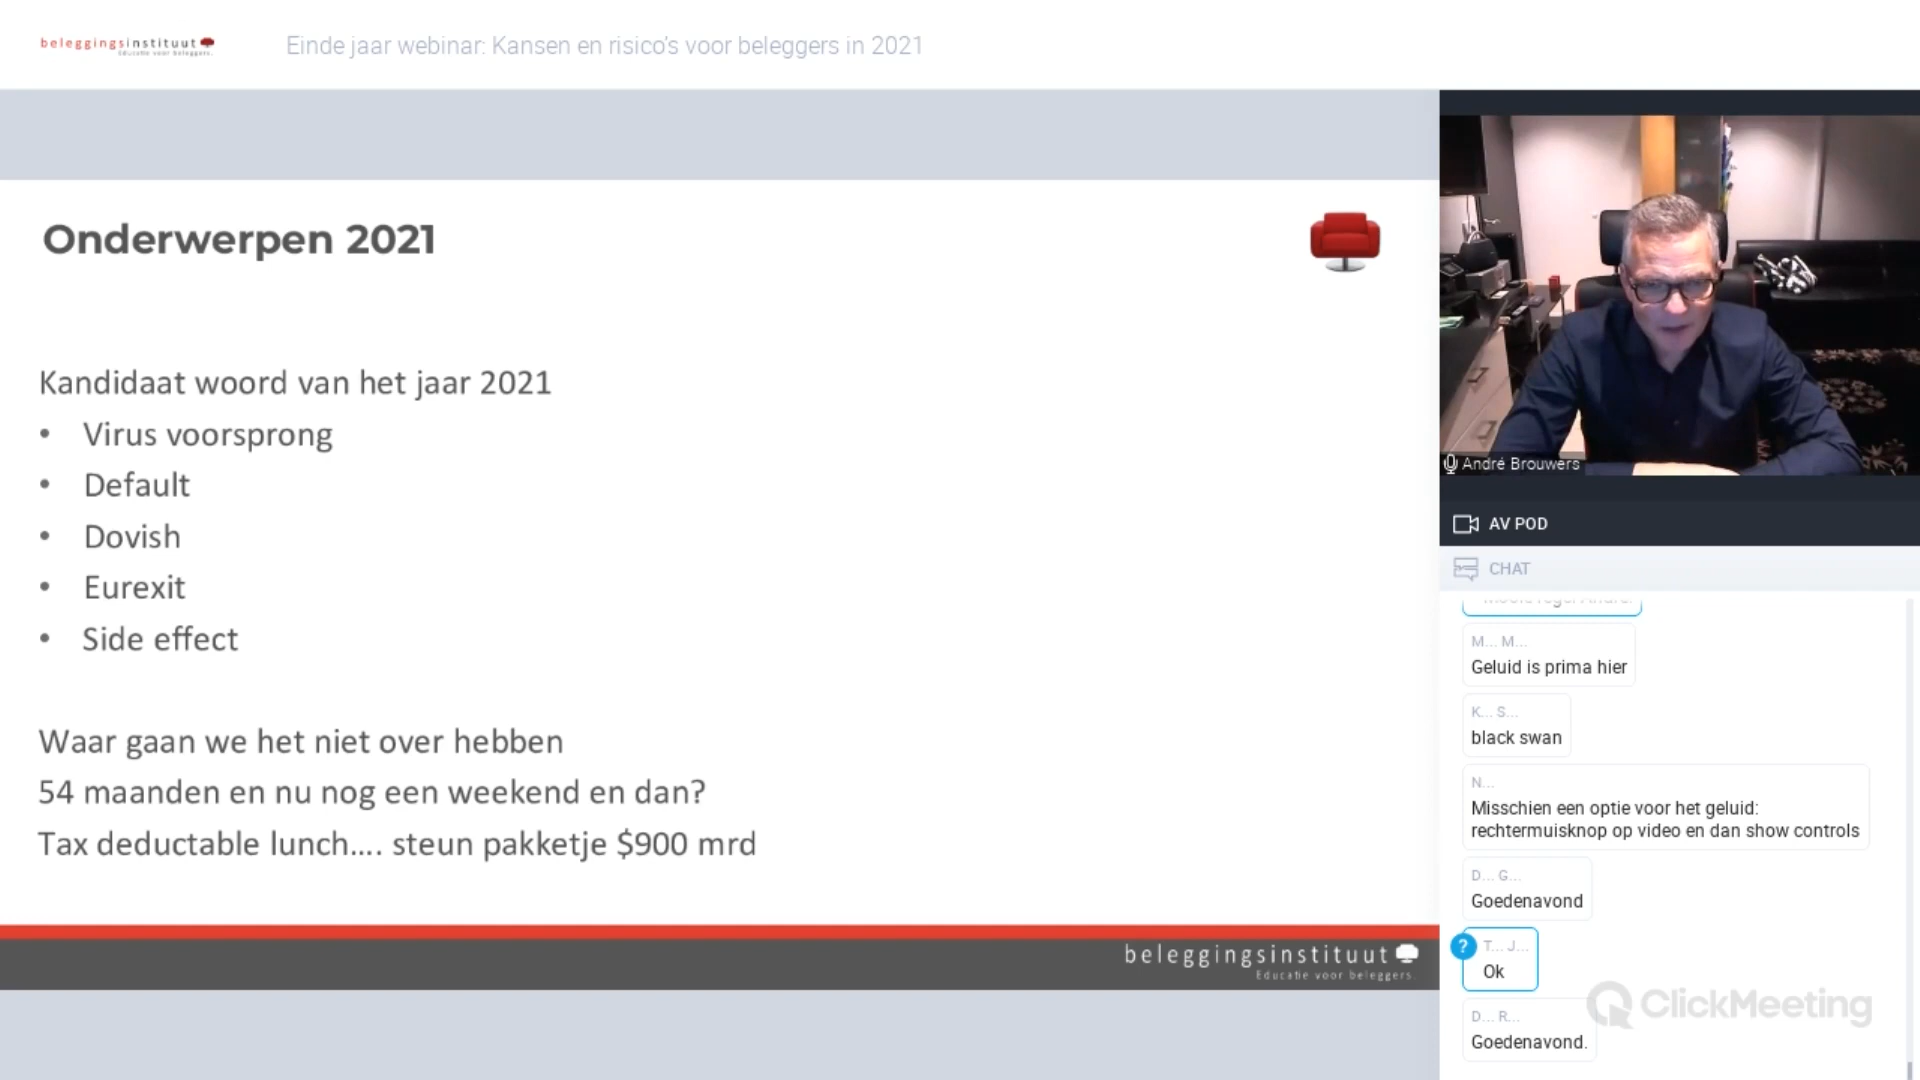 beleggingsinstituut
Educatie voor beleggers.
Einde jaar webinar: Kansen en risico's voor beleggers in 2021
Onderwerpen 2021
Kandidaat woord van het jaar 2021
• Virus voorsprong
• Default
• Dovish
• Eurexit
• Side effect
Waar gaan we het niet over hebben
54 maanden en nu nog een weekend en dan?
Tax deductable lunch.... steun pakketje $900 mrd
beleggingsinstituut
Educatie voor beleggers.
André Brouwers
AV POD
CHAT
M... M...
Geluid is prima hier
K... S...
black swan
N...
Misschien een optie voor het geluid:
rechtermuisknop op video en dan show controls
D... G...
Goedenavond
? T... J...
Ok
D... R...
Goedenavond.
ClickMeeting